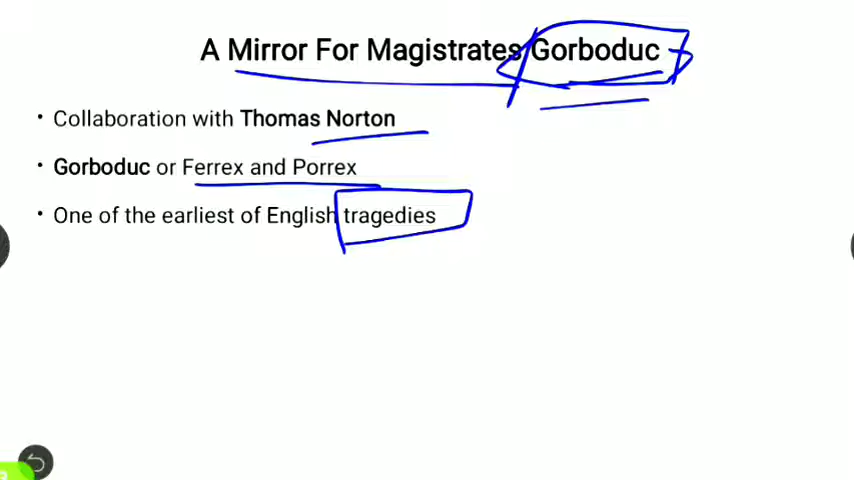 A Mirror For Magistrates Gorboduc
• Collaboration with Thomas Norton
• Gorboduc or Ferrex and Porrex
• One of the earliest of English tragedies